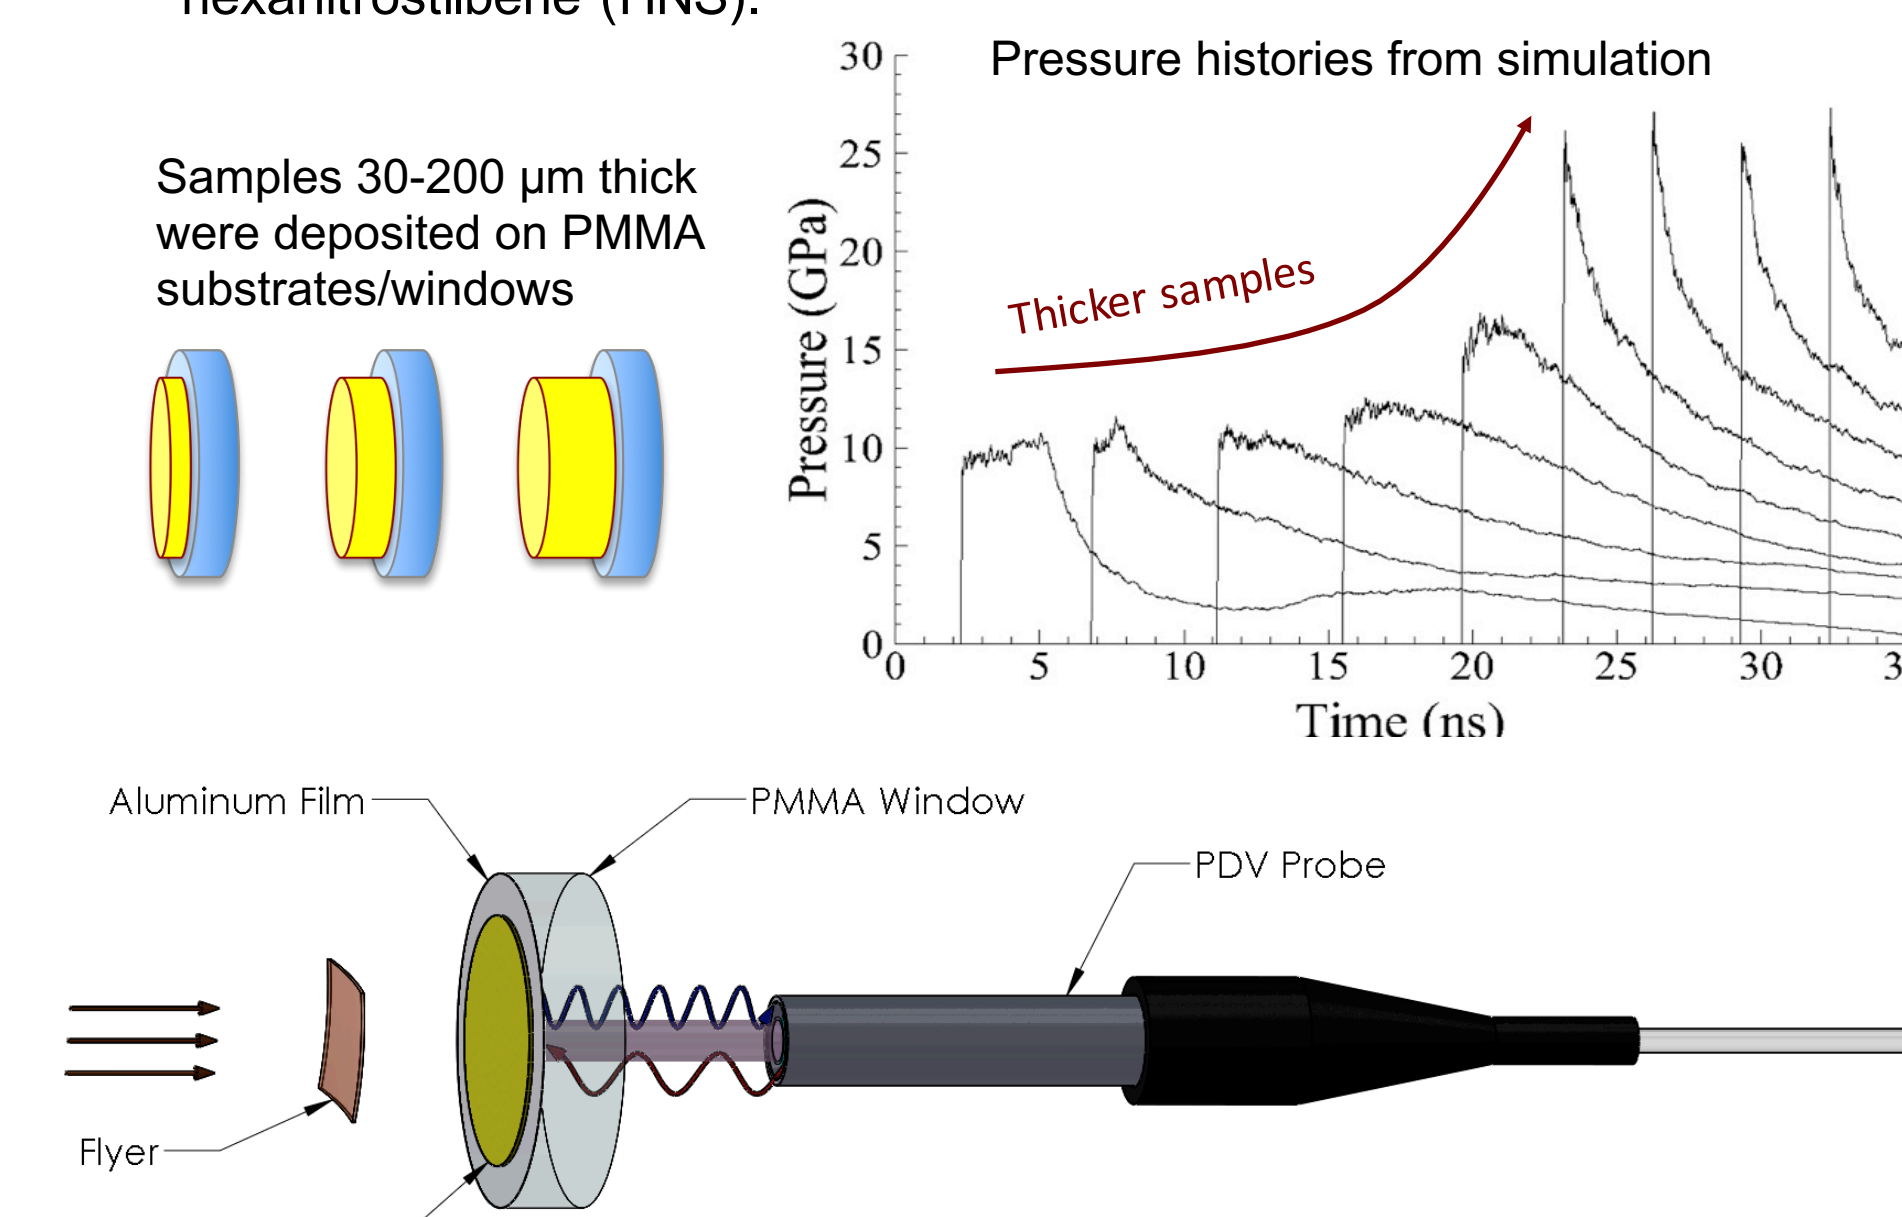 hexanitrostilbene (HNS).
Pressure histories from simulation
Samples 30-200 µm thick
were deposited on PMMA
substrates/windows
Thicker samples
Pressure (GPa)
30
25
20
15
10
5
0
0 5 10 15 20 25 30
Time (ns)
Aluminum Film
PMMA Window
PDV Probe
Flyer